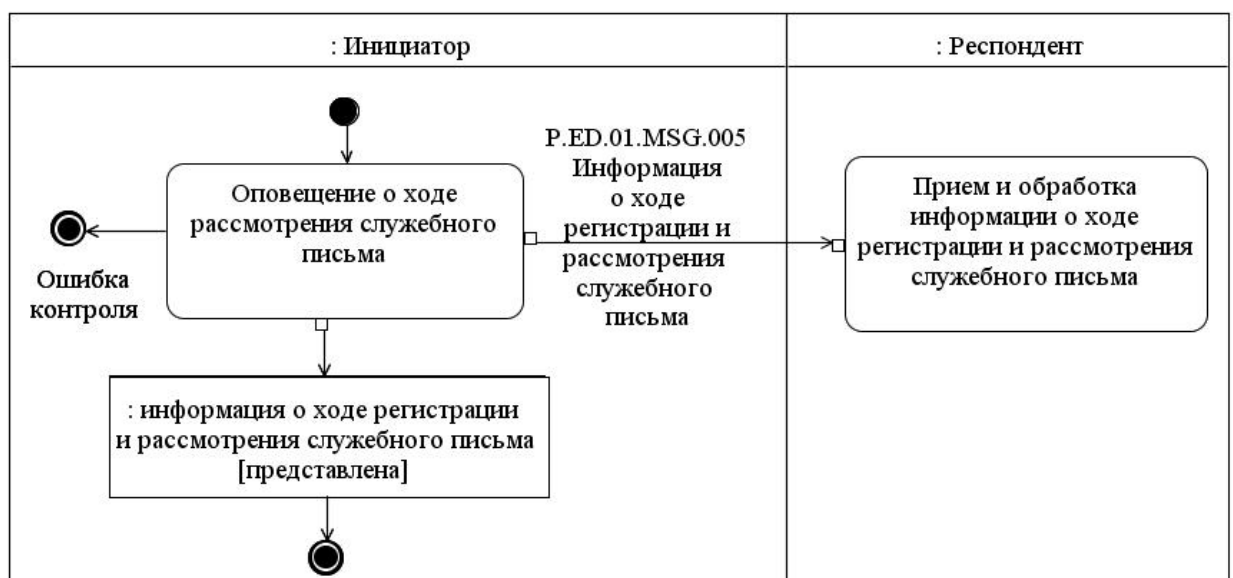 : Инициатор
: Респондент
Оповещение о ходе
рассмотрения служебного
письма
P.ED.01.MSG.005
Информация
о ходе
регистрации и
рассмотрения
служебного
письма
Прием и обработка
информации о ходе
регистрации и рассмотрения
служебного письма
Ошибка
контроля
: информация о ходе регистрации
и рассмотрения служебного письма
[представлена]